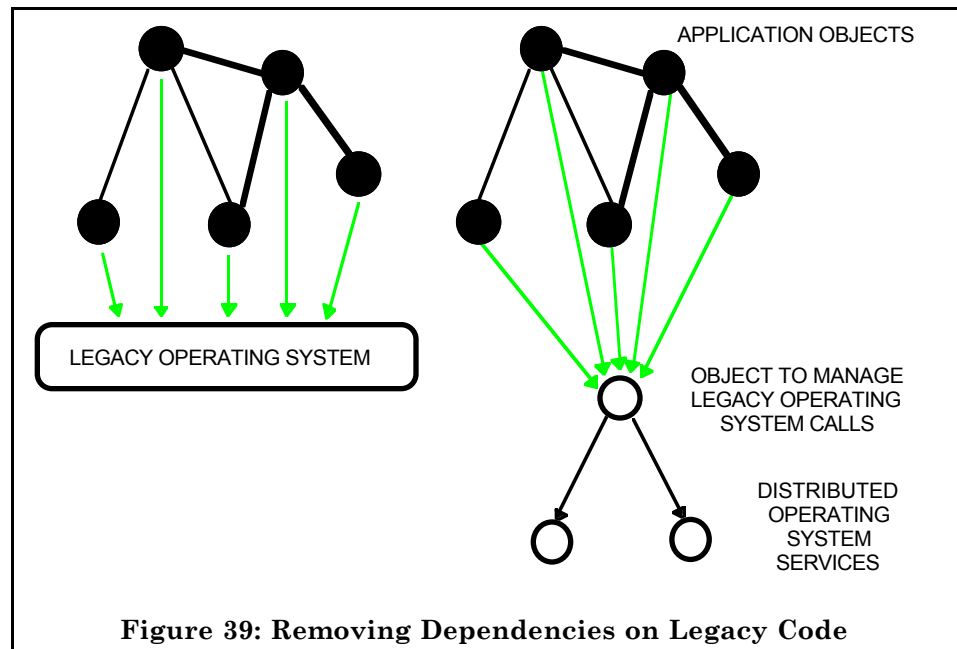 APPLICATION OBJECTS
LEGACY OPERATING SYSTEM
OBJECT TO MANAGE
LEGACY OPERATING
SYSTEM CALLS
DISTRIBUTED
OPERATING
SYSTEM
SERVICES
Figure 39: Removing Dependencies on Legacy Code